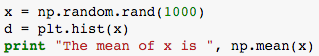 x = np.random.rand(1000)
d = plt.hist(x)
print "The mean of x is ", np.mean(x)